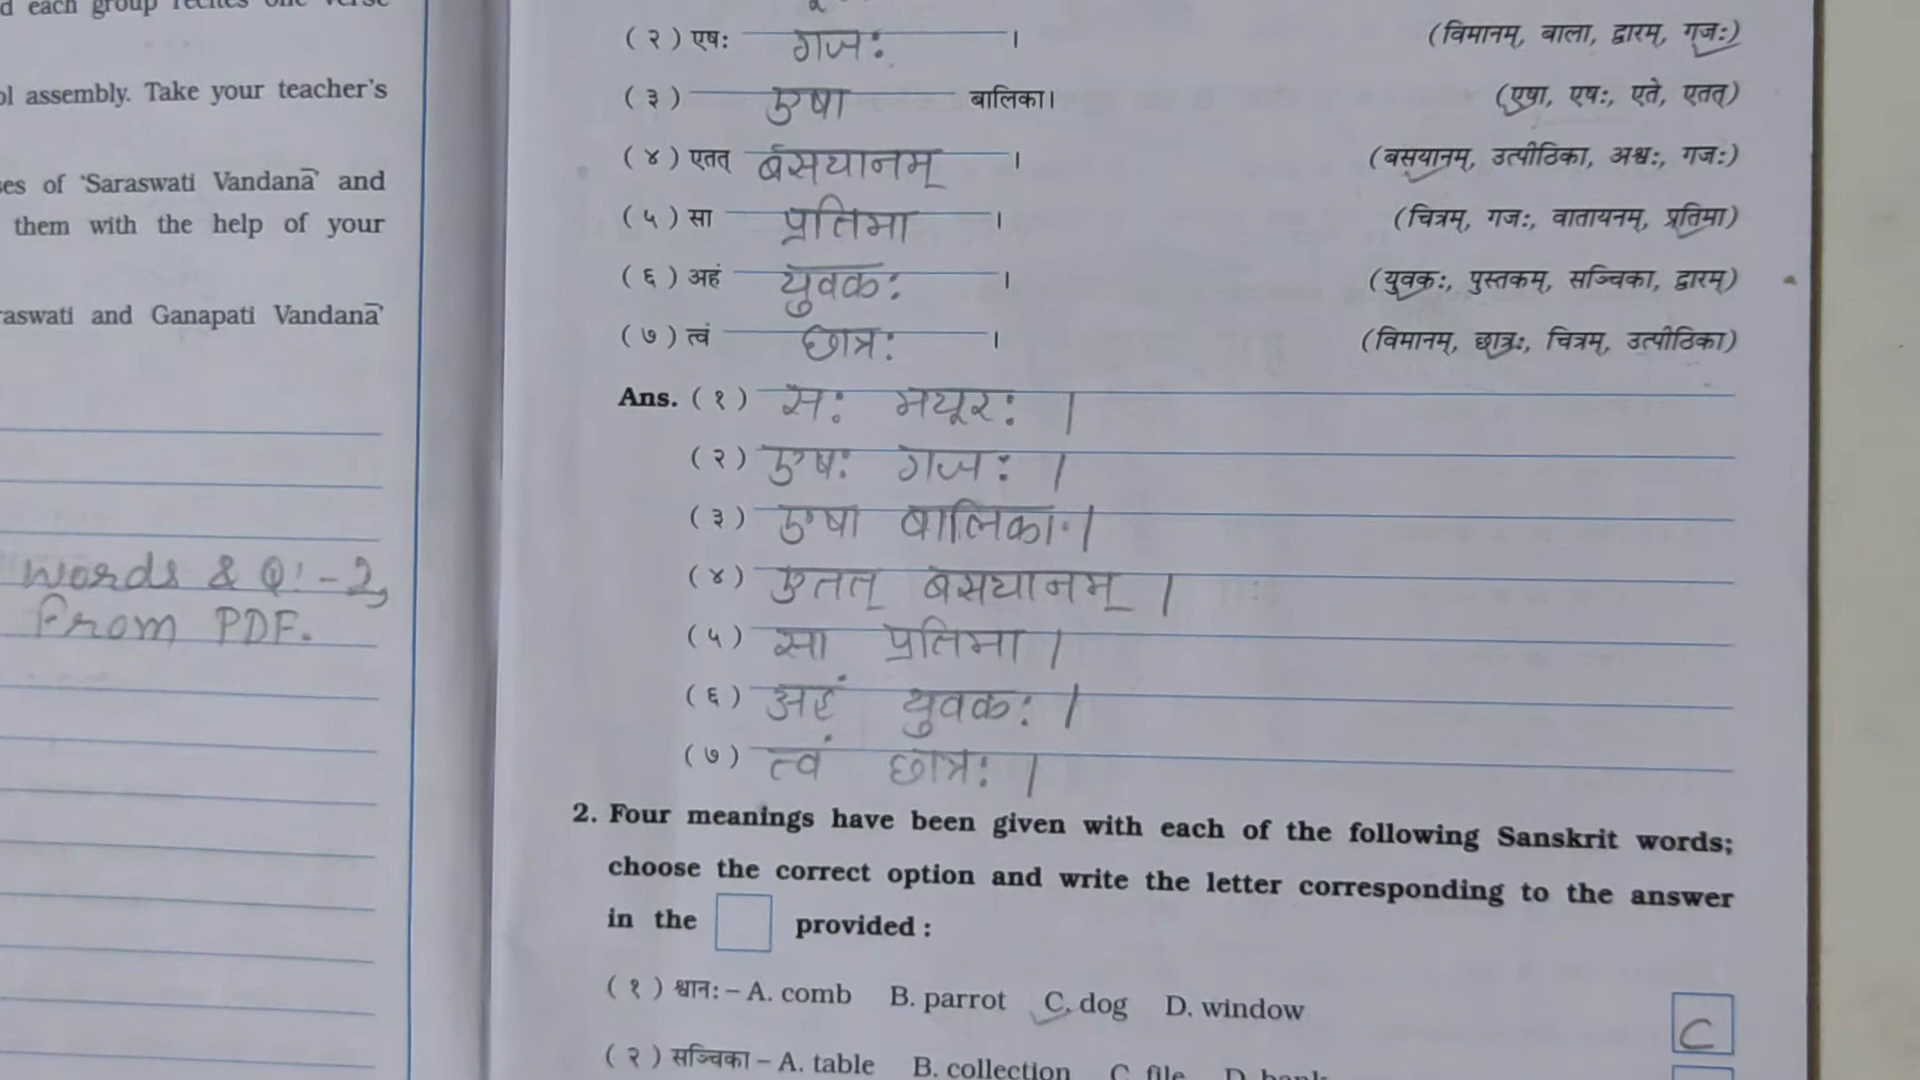 d each group recites one verse
ol assembly. Take your teacher's
ses of 'Saraswati Vandanā' and
them with the help of your
raswati and Ganapati Vandanā'
words & Q:-2,
From PDF.
(२) एषः गजः । (विमानम्, बाला, द्वारम्, गजः)
(३) एषा बालिका। (एषा, एषः, एते, एतत्)
(४) एतत् बसयानम् । (बसयानम्, उत्पीठिका, अश्वः, गजः)
(५) सा प्रतिमा । (चित्रम्, गजः, वातायनम्, प्रतिमा)
(६) अहं युवकः । (युवकः, पुस्तकम्, सञ्चिका, द्वारम्)
(७) त्वं छात्रः । (विमानम्, छात्रः, चित्रम्, उत्पीठिका)
Ans. (१) सः मयूरः ।
(२) एषः गजः ।
(३) एषा बालिका ।
(४) एतत् बसयानम् ।
(५) सा प्रतिमा ।
(६) अहं युवकः ।
(७) त्वं छात्रः ।
2. Four meanings have been given with each of the following Sanskrit words;
choose the correct option and write the letter corresponding to the answer
in the provided :
(१) श्वानः – A. comb B. parrot C. dog D. window C
(२) सञ्चिका – A. table B. collection C. file D.